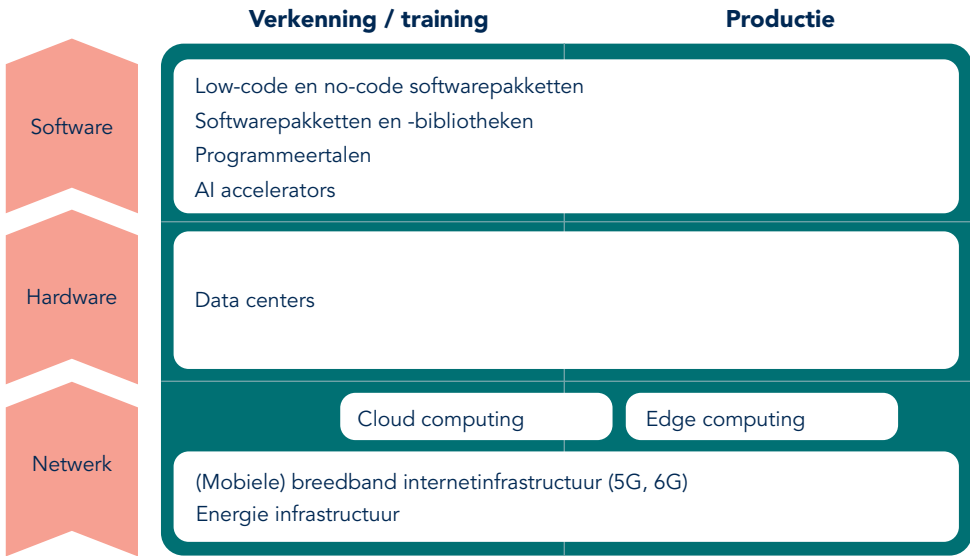 Verkenning / training
Productie
Software
Low-code en no-code softwarepakketten
Softwarepakketten en -bibliotheken
Programmeertalen
AI accelerators
Hardware
Data centers
Netwerk
Cloud computing
Edge computing
(Mobiele) breedband internetinfrastructuur (5G, 6G)
Energie infrastructuur